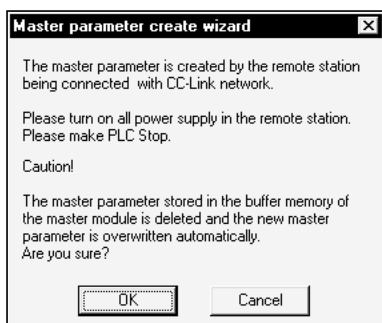 Master parameter create wizard
The master parameter is created by the remote station
being connected with CC-Link network.
Please turn on all power supply in the remote station.
Please make PLC Stop.
Caution!
The master parameter stored in the buffer memory of
the master module is deleted and the new master
parameter is overwritten automatically.
Are you sure?
OK
Cancel